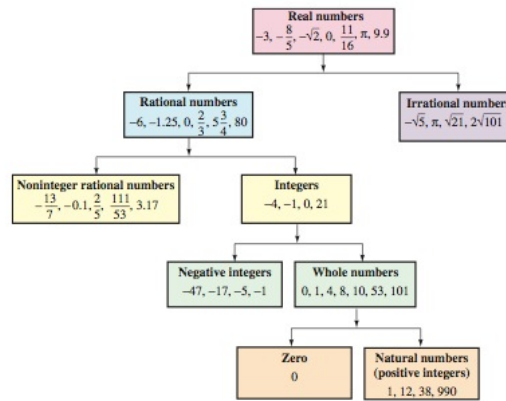 Real numbers
−3, −8/5, −√2, 0, 11/16, π, 9.9
Rational numbers
−6, −1.25, 0, 2/3, 5 3/4, 80
Irrational number
−√5, π, √21, 2√101
Noninteger rational numbers
−13/7, −0.1, 2/5, 111/53, 3.17
Integers
−4, −1, 0, 21
Negative integers
−47, −17, −5, −1
Whole numbers
0, 1, 4, 8, 10, 53, 101
Zero
0
Natural numbers
(positive integers)
1, 12, 38, 990